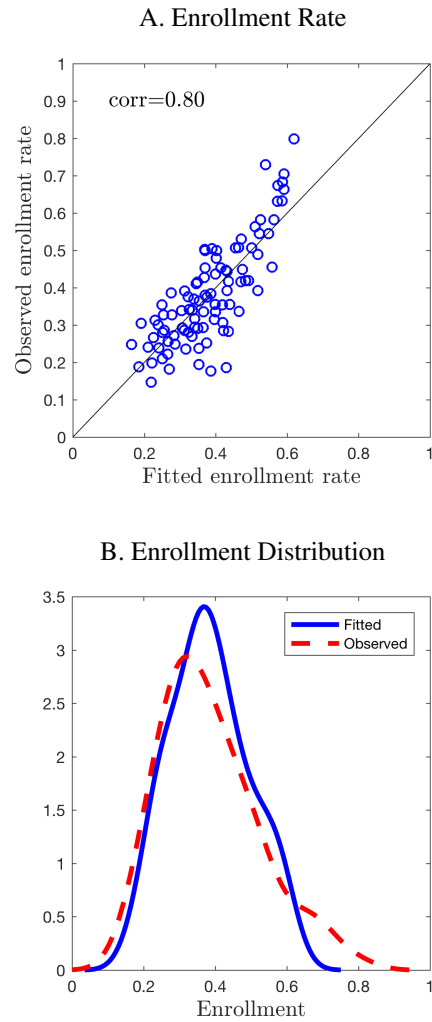 A. Enrollment Rate
1
0.9
0.8
0.7
0.6
0.5
0.4
0.3
0.2
0.1
0
corr=0.80
Observed enrollment rate
0 0.2 0.4 0.6 0.8 1
Fitted enrollment rate
B. Enrollment Distribution
3.5
3
2.5
2
1.5
1
0.5
0
Fitted
Observed
0 0.2 0.4 0.6 0.8 1
Enrollment